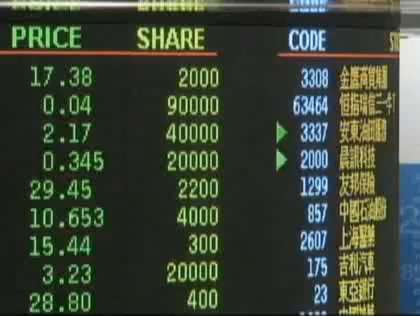 PRICE SHARE CODE
17.38 2000 3308 金鷹商貿集團
0.04 90000 63464
2.17 40000 3337 安東油田服務
0.345 20000 2000 晨訊科技
29.45 2200 1299 友邦保險
10.653 4000 857 中國石油股份
15.44 300 2607 上海醫藥
3.23 20000 175 吉利汽車
28.80 400 23 東亞銀行